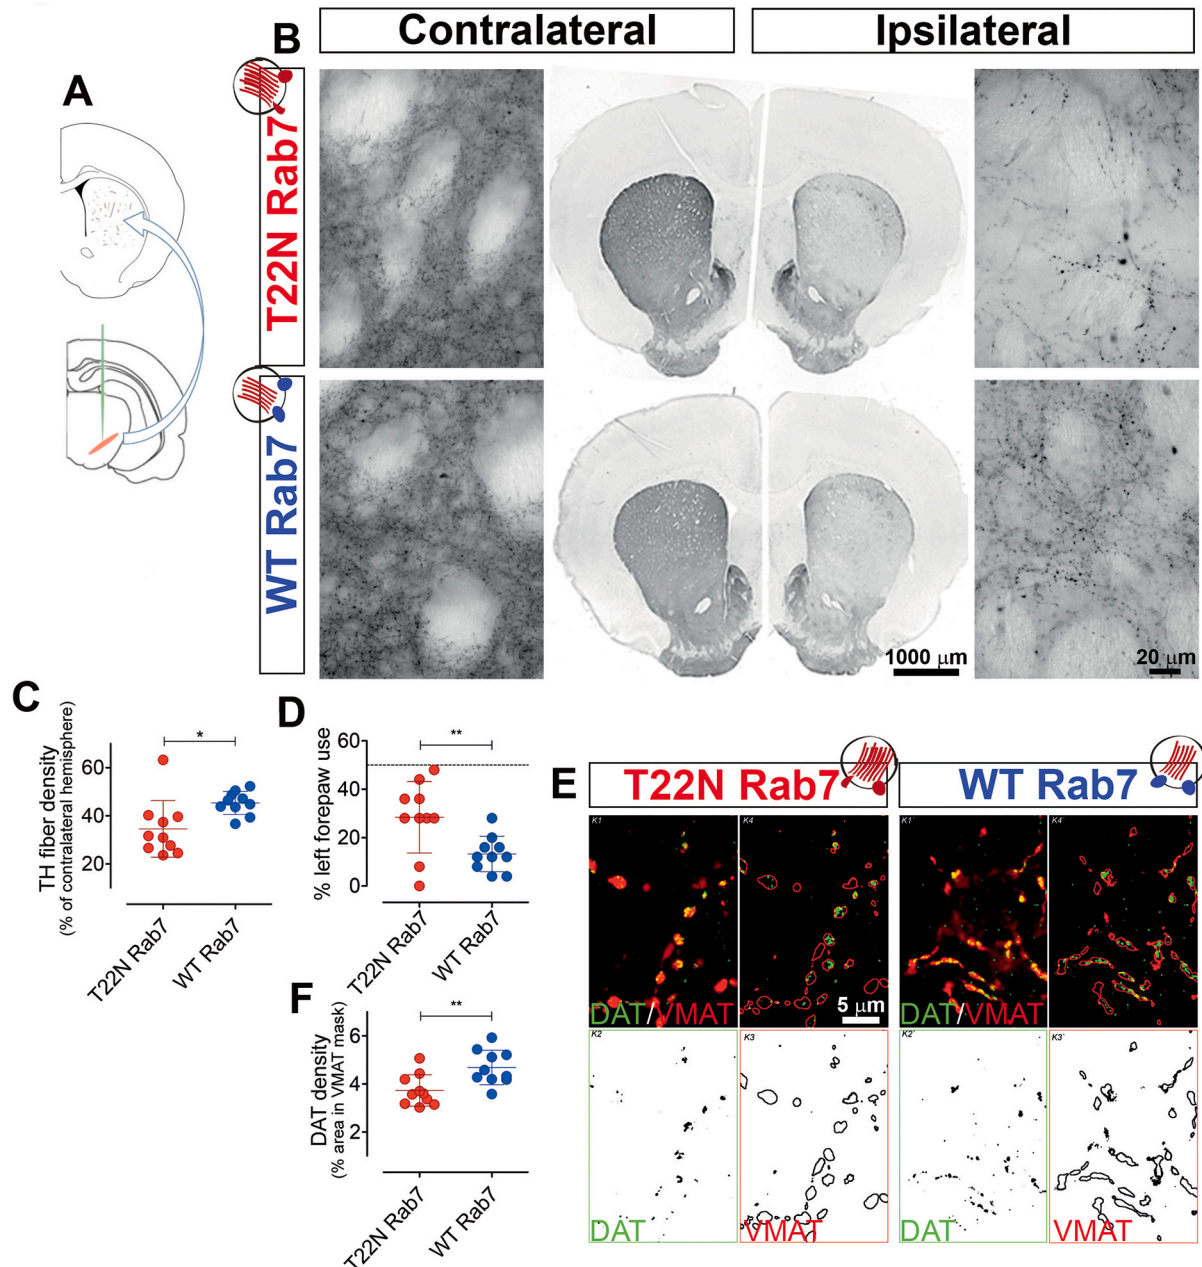 A
B
Contralateral
Ipsilateral
T22N Rab7
WT Rab7
1000 µm
20 µm
C
TH fiber density
(% of contralateral hemisphere)
60
40
20
*
T22N Rab7
WT Rab7
D
% left forepaw use
60
40
20
0
**
T22N Rab7
WT Rab7
E
T22N Rab7
WT Rab7
K1
K4
K1`
K4`
DAT/VMAT
5 µm
DAT/VMAT
K2
K3
K2`
K3`
DAT
VMAT
DAT
VMAT
F
DAT density
(% area in VMAT mask)
6
4
2
**
T22N Rab7
WT Rab7